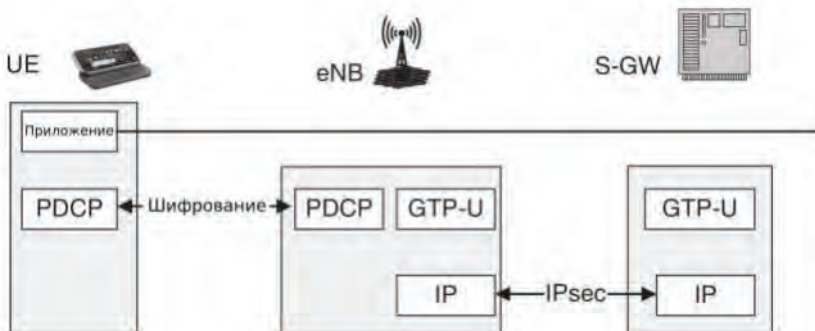 UE
eNB
S-GW
Приложение
PDCP
Шифрование
PDCP
GTP-U
GTP-U
IP
IPsec
IP